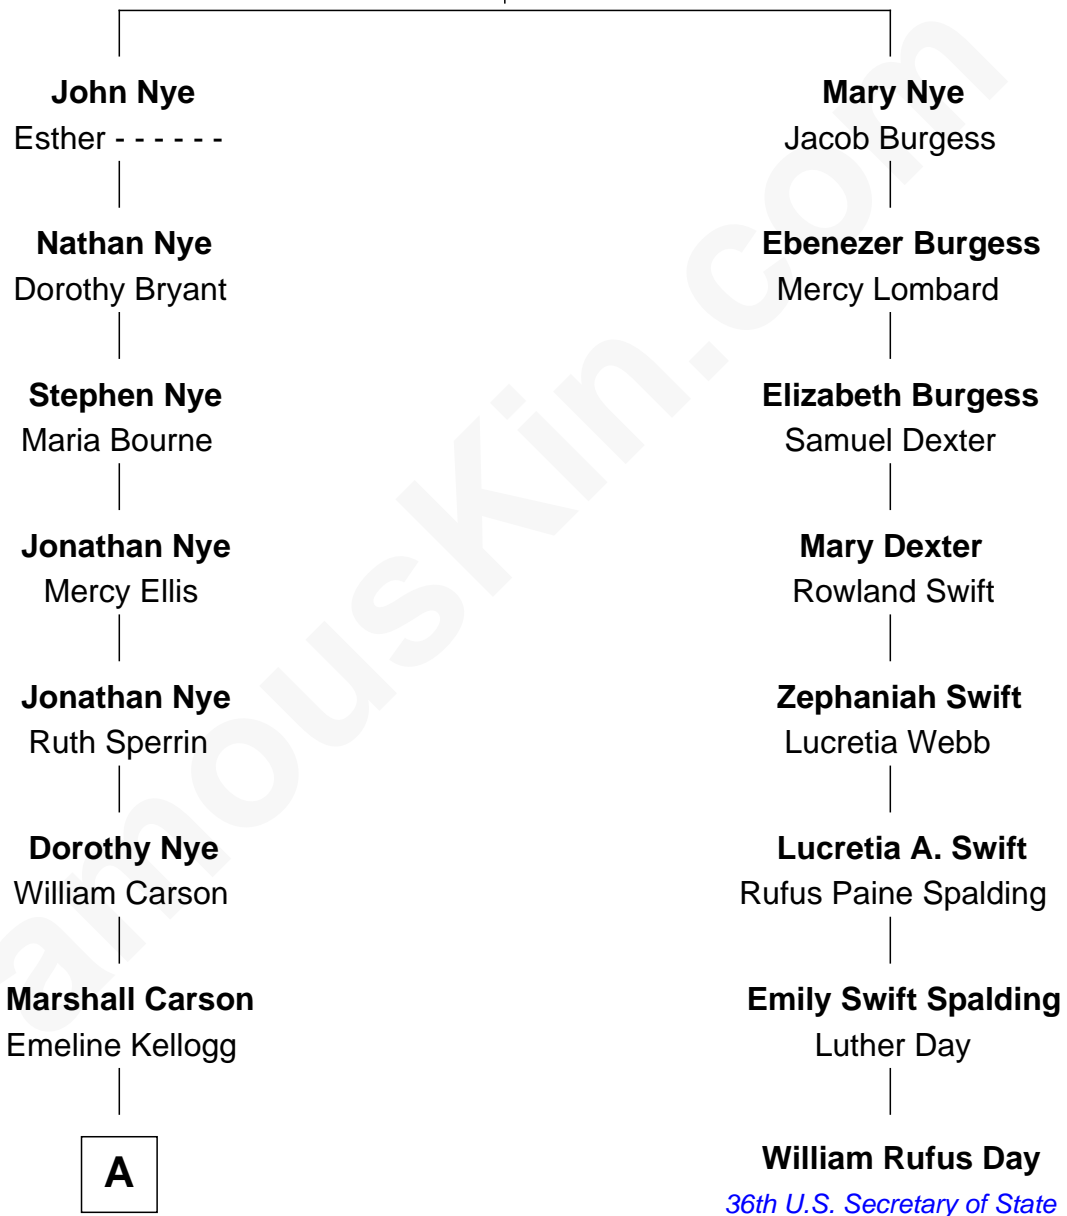 John Nye
Esther - - - - - -
Nathan Nye
Dorothy Bryant
Stephen Nye
Maria Bourne
Jonathan Nye
Mercy Ellis
Jonathan Nye
Ruth Sperrin
Dorothy Nye
William Carson
Marshall Carson
Emeline Kellogg
A
Mary Nye
Jacob Burgess
Ebenezer Burgess
Mercy Lombard
Elizabeth Burgess
Samuel Dexter
Mary Dexter
Rowland Swift
Zephaniah Swift
Lucretia Webb
Lucretia A. Swift
Rufus Paine Spalding
Emily Swift Spalding
Luther Day
William Rufus Day
36th U.S. Secretary of State
amouskin.com